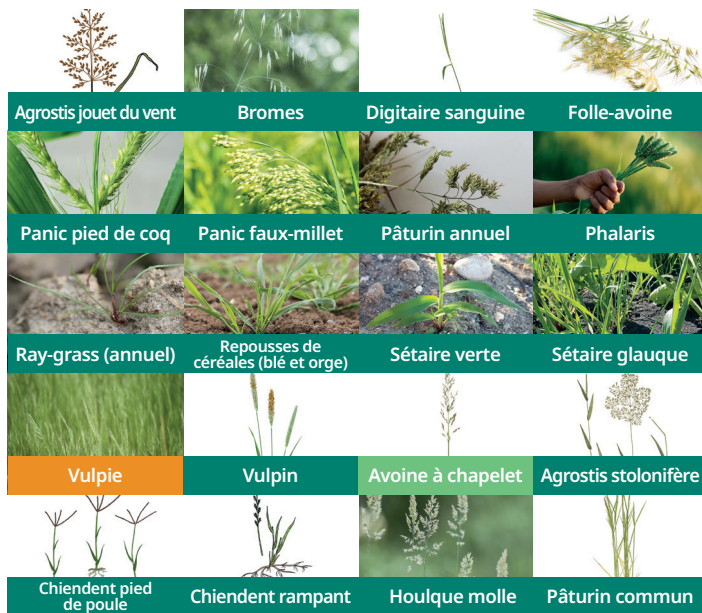 Agrostis jouet du vent
Bromes
Digitaire sanguine
Folle-avoine
Panic pied de coq
Panic faux-millet
Pâturin annuel
Phalaris
Ray-grass (annuel)
Repousses de
céréales (blé et orge)
Sétaire verte
Sétaire glauque
Vulpie
Vulpin
Avoine à chapelet
Agrostis stolonifère
Chiendent pied
de poule
Chiendent rampant
Houlque molle
Pâturin commun